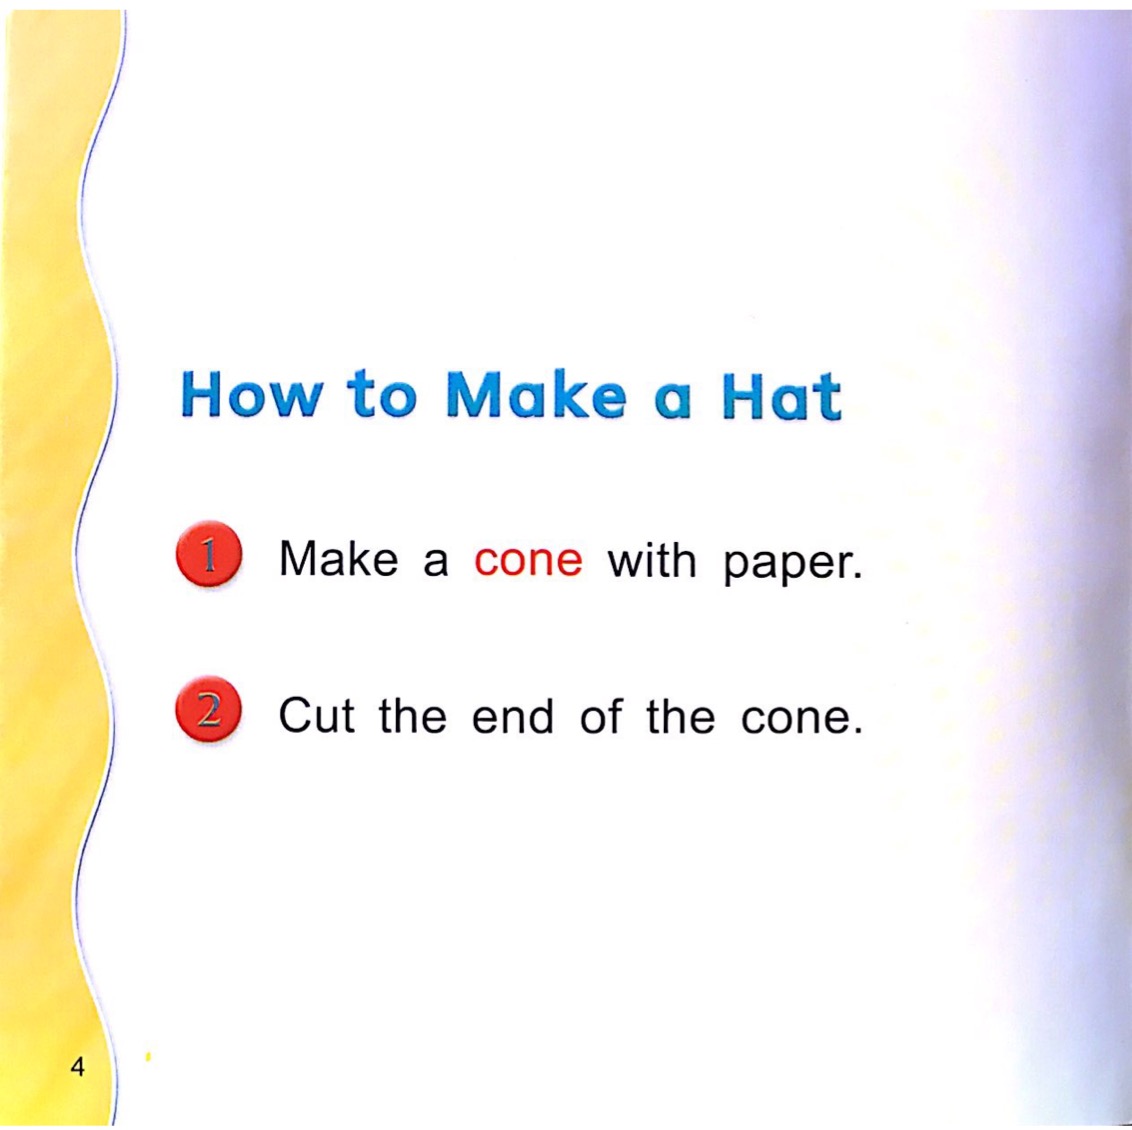 How to Make a Hat
1 Make a cone with paper.
2 Cut the end of the cone.
4